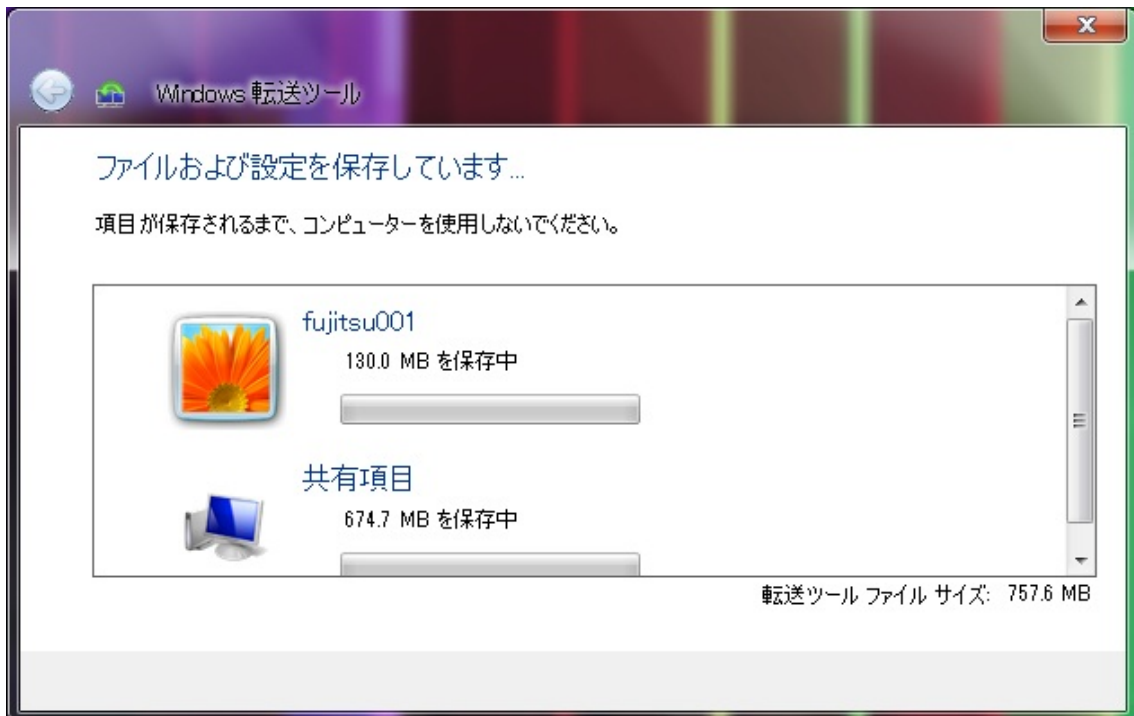 Windows 転送ツール
ファイルおよび設定を保存しています...
項目が保存されるまで、コンピューターを使用しないでください。
fujitsu001
130.0 MB を保存中
共有項目
674.7 MB を保存中
転送ツール ファイル サイズ: 757.6 MB